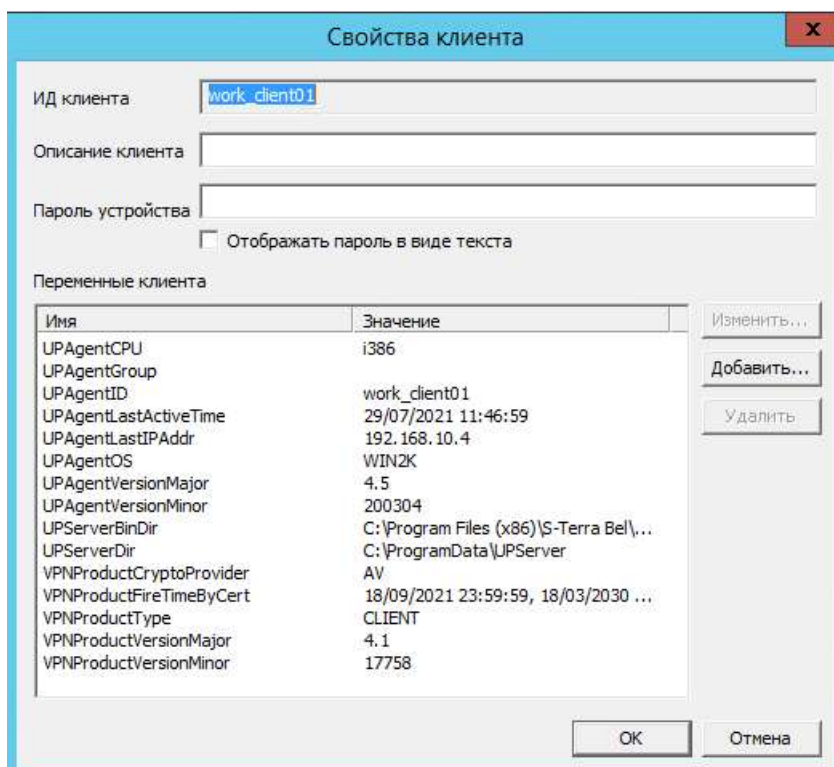 Свойства клиента
x
ИД клиента work_client01
Описание клиента
Пароль устройства
Отображать пароль в виде текста
Переменные клиента
Имя Значение
Изменить...
Добавить...
Удалить
UPAgentCPU i386
UPAgentGroup
UPAgentID work_client01
UPAgentLastActiveTime 29/07/2021 11:46:59
UPAgentLastIPAddr 192.168.10.4
UPAgentOS WIN2K
UPAgentVersionMajor 4.5
UPAgentVersionMinor 200304
UPServerBinDir C:\Program Files (x86)\S-Terra Bel\...
UPServerDir C:\ProgramData\UPServer
VPNProductCryptoProvider AV
VPNProductFireTimeByCert 18/09/2021 23:59:59, 18/03/2030 ...
VPNProductType CLIENT
VPNProductVersionMajor 4.1
VPNProductVersionMinor 17758
OK Отмена